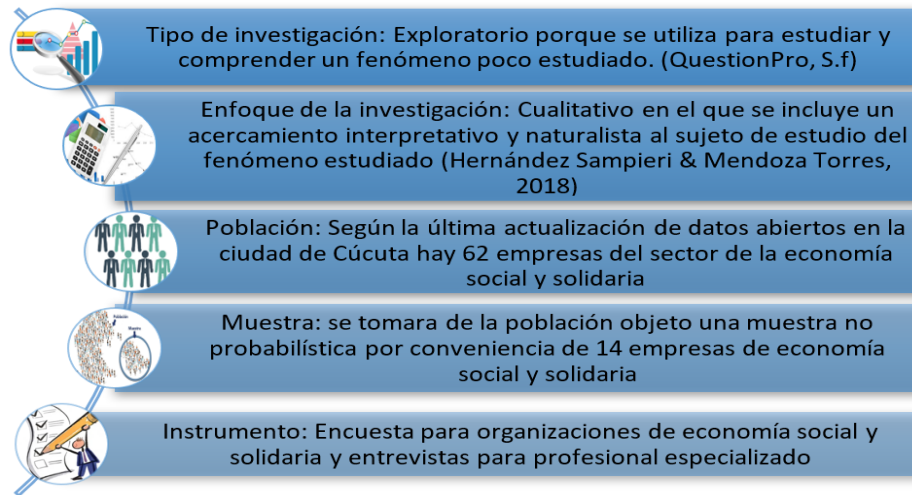 Tipo de investigación: Exploratorio porque se utiliza para estudiar y
comprender un fenómeno poco estudiado. (QuestionPro, S.f)
Enfoque de la investigación: Cualitativo en el que se incluye un
acercamiento interpretativo y naturalista al sujeto de estudio del
fenómeno estudiado (Hernández Sampieri & Mendoza Torres,
2018)
Población: Según la última actualización de datos abiertos en la
ciudad de Cúcuta hay 62 empresas del sector de la economía
social y solidaria
Población
Muestra
Muestra: se tomara de la población objeto una muestra no
probabilística por conveniencia de 14 empresas de economía
social y solidaria
Instrumento: Encuesta para organizaciones de economía social y
solidaria y entrevistas para profesional especializado